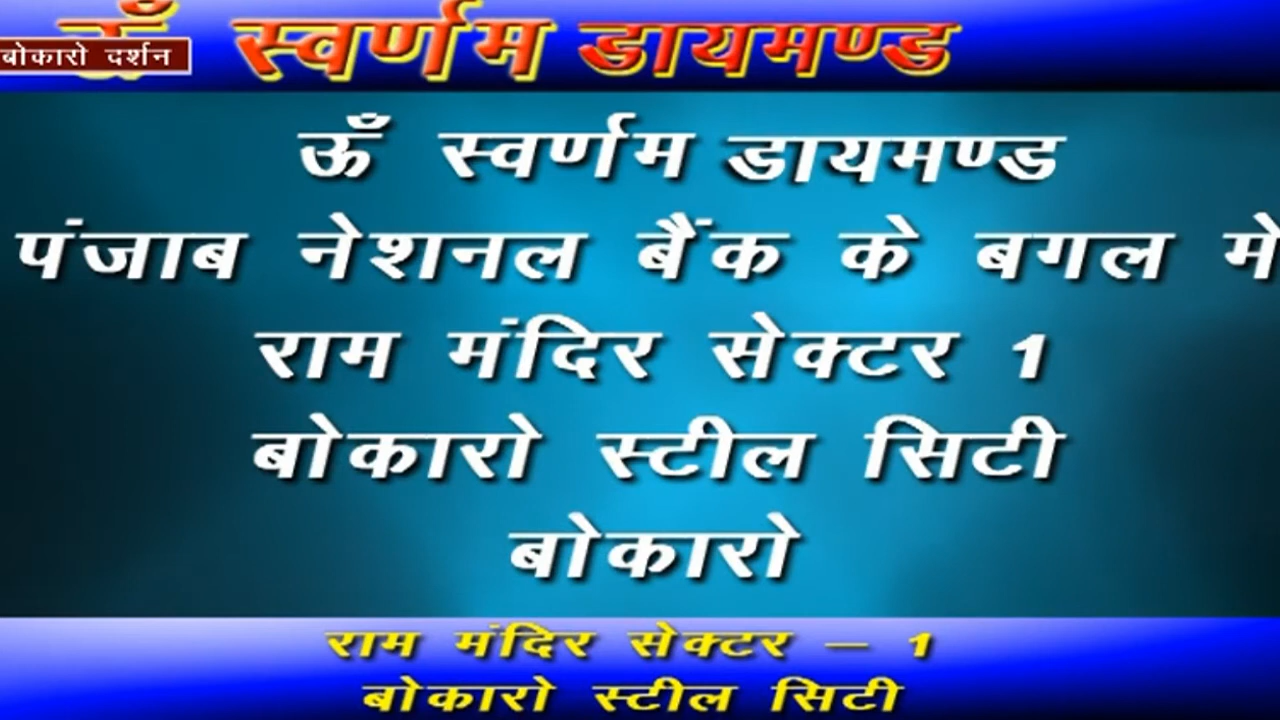 ऊँ स्वर्णम डायमण्ड
बोकारो दर्शन
ऊँ स्वर्णम डायमण्ड
पंजाब नेशनल बैंक के बगल मे
राम मंदिर सेक्टर 1
बोकारो स्टील सिटी
बोकारो
राम मंदिर सेक्टर – 1
बोकारो स्टील सिटी